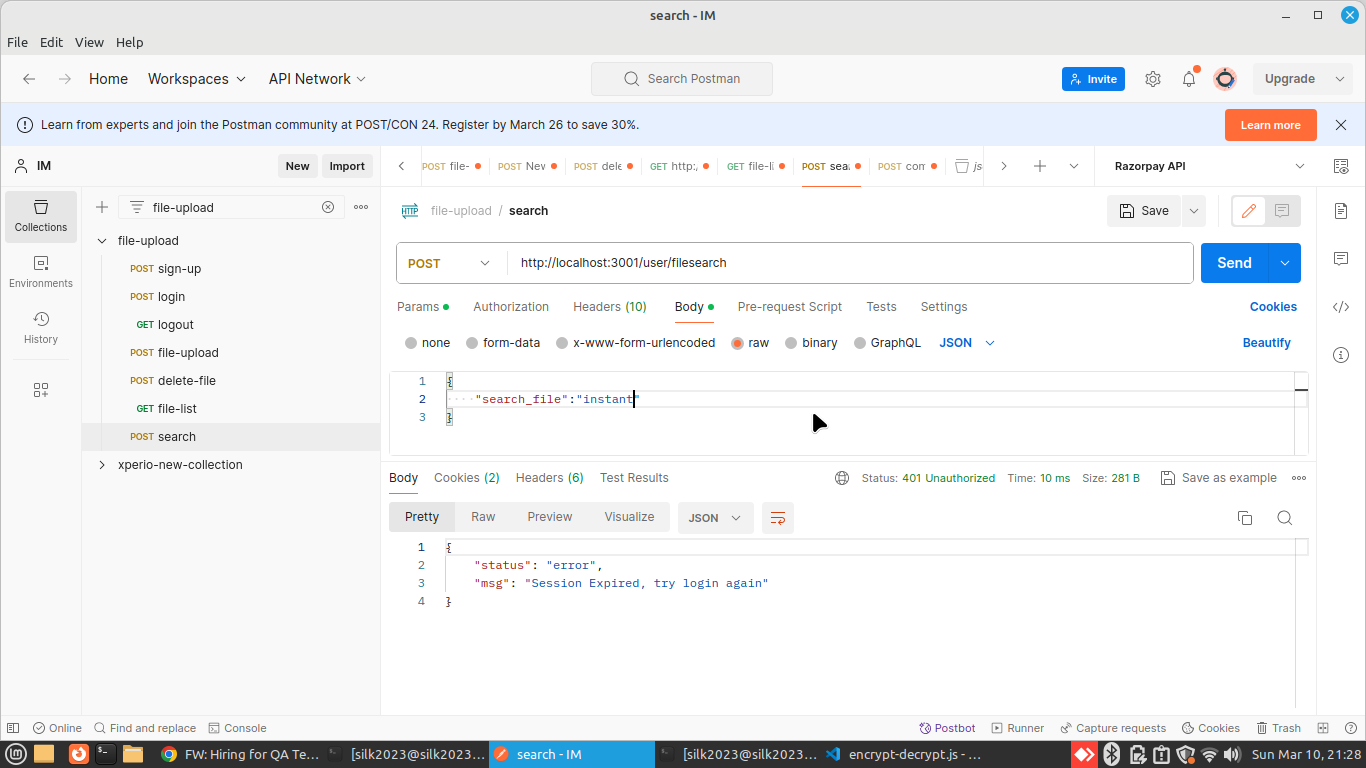 search - IM
File Edit View Help
Home Workspaces API Network Search Postman Invite Upgrade
Learn from experts and join the Postman community at POST/CON 24. Register by March 26 to save 30%. Learn more
IM New Import POST file- POST New POST dele GET http:, GET file-li POST sea POST com js Razorpay API
Collections
Environments
History
file-upload
file-upload
POST sign-up
POST login
GET logout
POST file-upload
POST delete-file
GET file-list
POST search
xperio-new-collection
HTTP file-upload / search Save
POST http://localhost:3001/user/filesearch Send
Params Authorization Headers (10) Body Pre-request Script Tests Settings Cookies
none form-data x-www-form-urlencoded raw binary GraphQL JSON Beautify
1 {
2 "search_file":"instant"
3 }
Body Cookies (2) Headers (6) Test Results Status: 401 Unauthorized Time: 10 ms Size: 281 B Save as example
Pretty Raw Preview Visualize JSON
1 {
2 "status": "error",
3 "msg": "Session Expired, try login again"
4 }
Online Find and replace Console Postbot Runner Capture requests Cookies Trash
FW: Hiring for QA Te... [silk2023@silk2023... search - IM [silk2023@silk2023... encrypt-decrypt.js - ... Sun Mar 10, 21:28